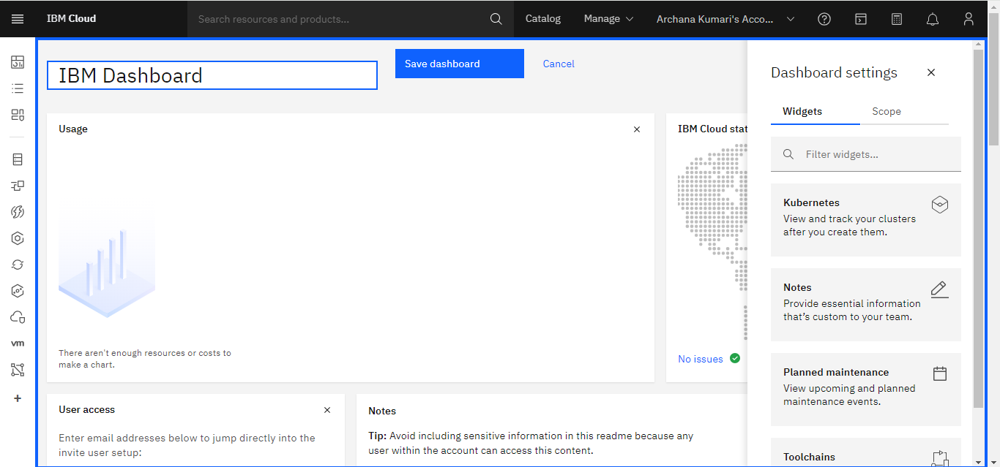 IBM Cloud
Search resources and products...
Catalog
Manage
Archana Kumari's Acco...
IBM Dashboard
Save dashboard
Cancel
Usage
There aren't enough resources or costs to
make a chart.
IBM Cloud stat
No issues
User access
Enter email addresses below to jump directly into the
invite user setup:
Notes
Tip: Avoid including sensitive information in this readme because any
user within the account can access this content.
Dashboard settings
Widgets
Scope
Filter widgets...
Kubernetes
View and track your clusters
after you create them.
Notes
Provide essential information
that’s custom to your team.
Planned maintenance
View upcoming and planned
maintenance events.
Toolchains
vm